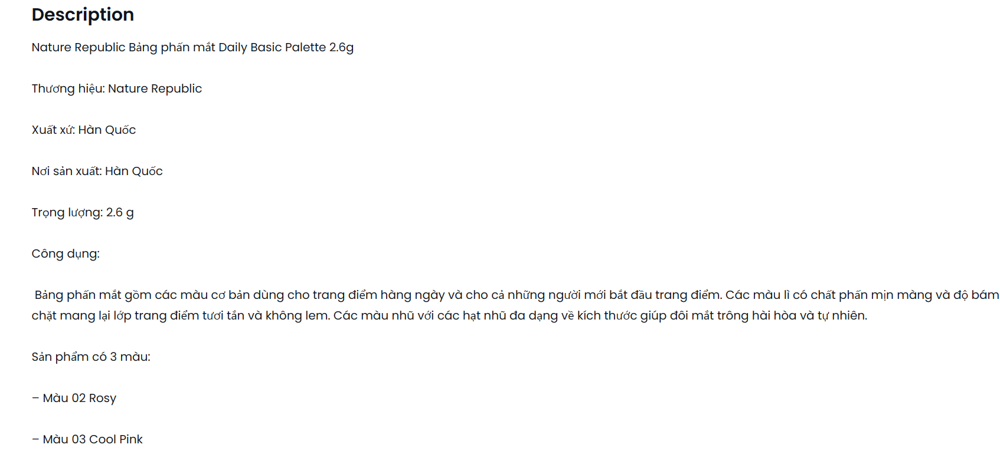 Description
Nature Republic Bảng phấn mắt Daily Basic Palette 2.6g
Thương hiệu: Nature Republic
Xuất xứ: Hàn Quốc
Nơi sản xuất: Hàn Quốc
Trọng lượng: 2.6 g
Công dụng:
Bảng phấn mắt gồm các màu cơ bản dùng cho trang điểm hàng ngày và cho cả những người mới bắt đầu trang điểm. Các màu lì có chất phấn mịn màng và độ bám
chặt mang lại lớp trang điểm tươi tắn và không lem. Các màu nhũ với các hạt nhũ đa dạng về kích thước giúp đôi mắt trông hài hòa và tự nhiên.
Sản phẩm có 3 màu:
– Màu 02 Rosy
– Màu 03 Cool Pink